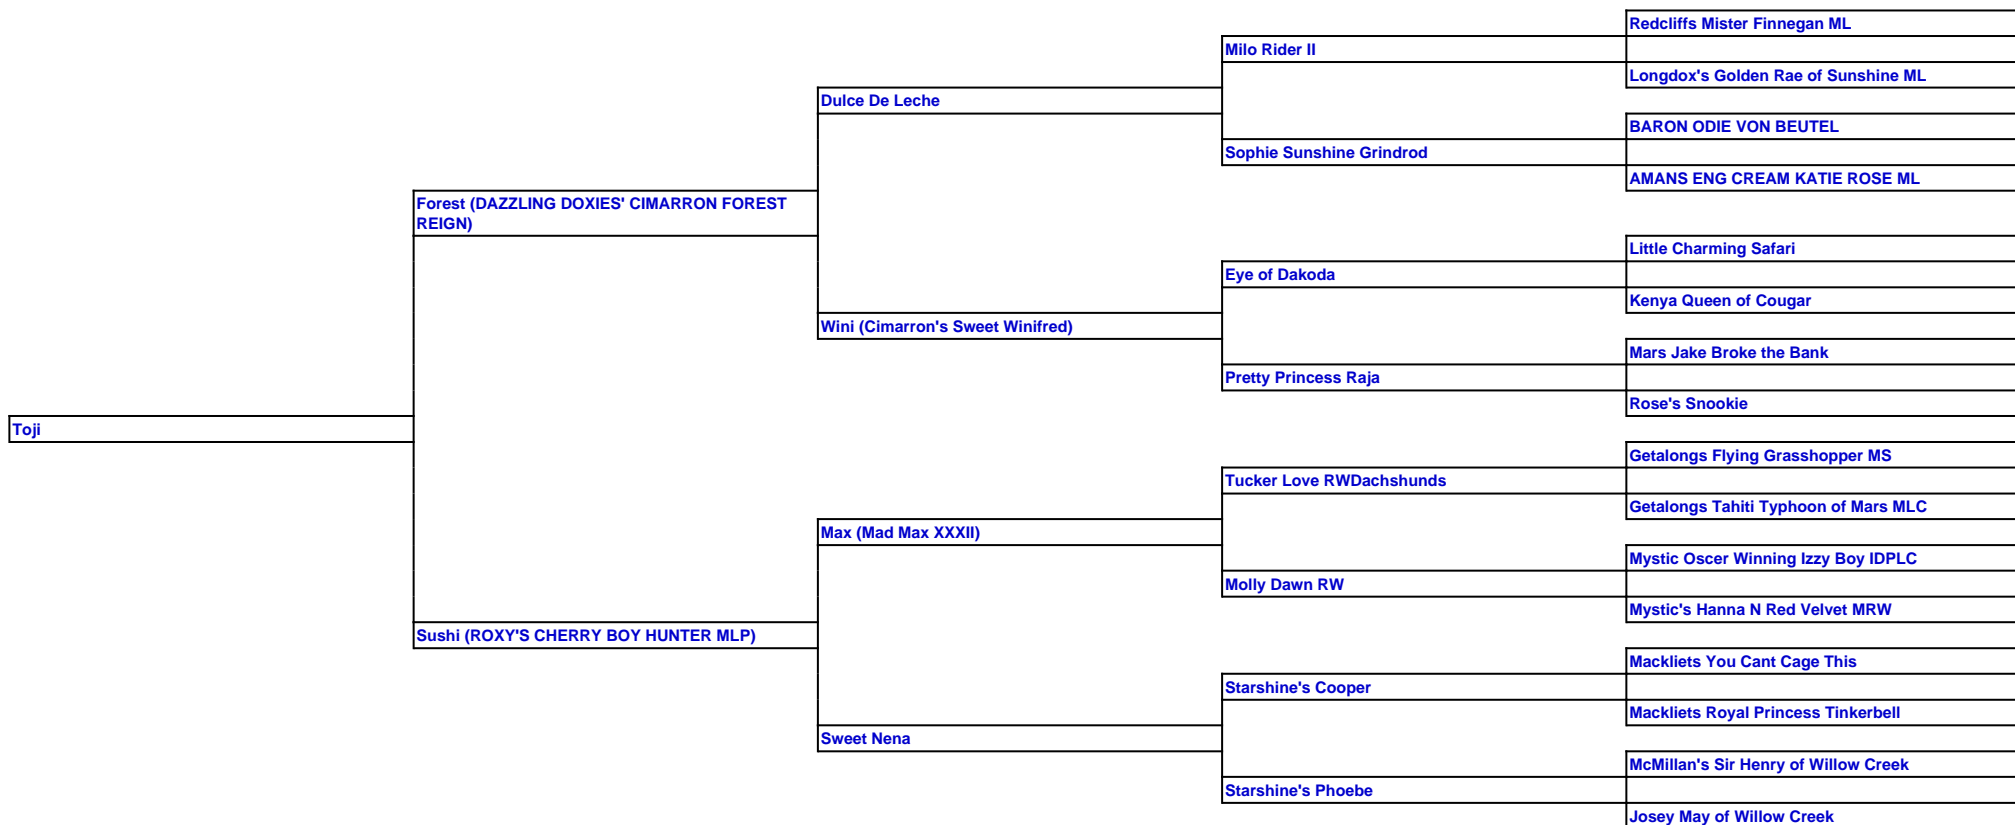 Redcliffs Mister Finnegan ML
Milo Rider II
Longdox's Golden Rae of Sunshine ML
Dulce De Leche
BARON ODIE VON BEUTEL
Sophie Sunshine Grindrod
AMANS ENG CREAM KATIE ROSE ML
Forest (DAZZLING DOXIES' CIMARRON FOREST
REIGN)
Little Charming Safari
Eye of Dakoda
Kenya Queen of Cougar
Wini (Cimarron's Sweet Winifred)
Mars Jake Broke the Bank
Pretty Princess Raja
Rose's Snookie
Toji
Getalongs Flying Grasshopper MS
Tucker Love RWDachshunds
Getalongs Tahiti Typhoon of Mars MLC
Max (Mad Max XXXII)
Mystic Oscer Winning Izzy Boy IDPLC
Molly Dawn RW
Mystic's Hanna N Red Velvet MRW
Sushi (ROXY'S CHERRY BOY HUNTER MLP)
Mackliets You Cant Cage This
Starshine's Cooper
Mackliets Royal Princess Tinkerbell
Sweet Nena
McMillan's Sir Henry of Willow Creek
Starshine's Phoebe
Josey May of Willow Creek